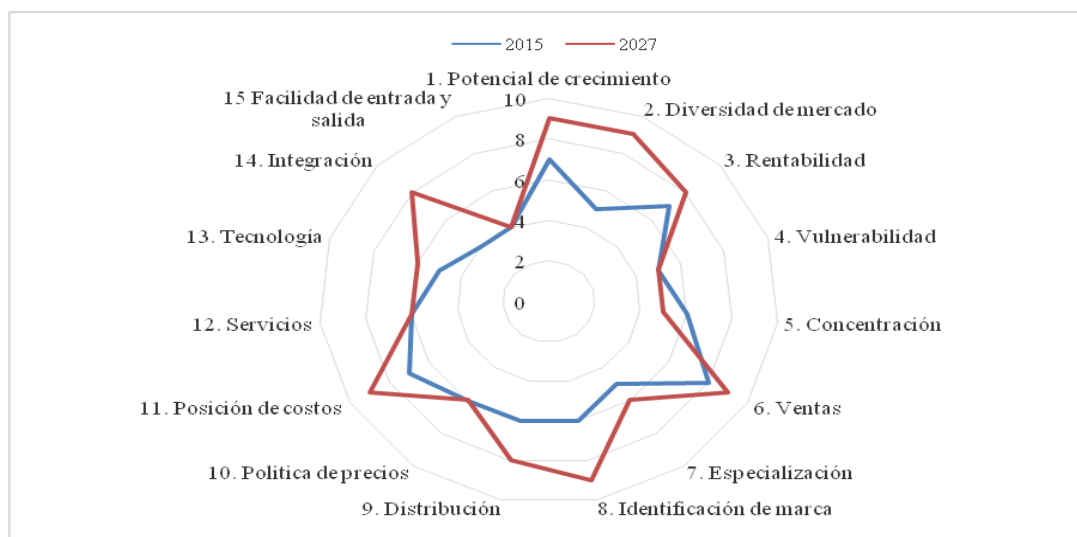 2015 2027
1. Potencial de crecimiento
2. Diversidad de mercado
3. Rentabilidad
4. Vulnerabilidad
5. Concentración
6. Ventas
7. Especialización
8. Identificación de marca
9. Distribución
10. Política de precios
11. Posición de costos
12. Servicios
13. Tecnología
14. Integración
15 Facilidad de entrada y
salida
10
8
6
4
2
0